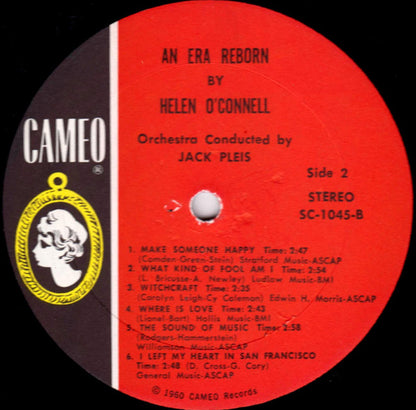 AN ERA REBORN
BY
HELEN O'CONNELL
Orchestra Conducted by
JACK PLEIS
CAMEO
®
Side 2
STEREO
SC-1045-B
1. MAKE SOMEONE HAPPY Time: 2:47
(Comden-Green-Stein) Stratford Music-ASCAP
2. WHAT KIND OF FOOL AM I Time: 2:54
(L. Bricusse-A. Newley) Ludlow Music-BMI
3. WITCHCRAFT Time: 2:35
(Carolyn Leigh-Cy Coleman) Edwin H. Morris-ASCAP
4. WHERE IS LOVE Time: 2:43
(Lionel-Bart) Hollis Music-BMI
5. THE SOUND OF MUSIC Time: 2:58
(Rodgers-Hammerstein)
Williamson Music-ASCAP
6. I LEFT MY HEART IN SAN FRANCISCO
Time: 2:48 (D. Cross-G. Cory)
General Music-ASCAP
© 1960 CAMEO Records